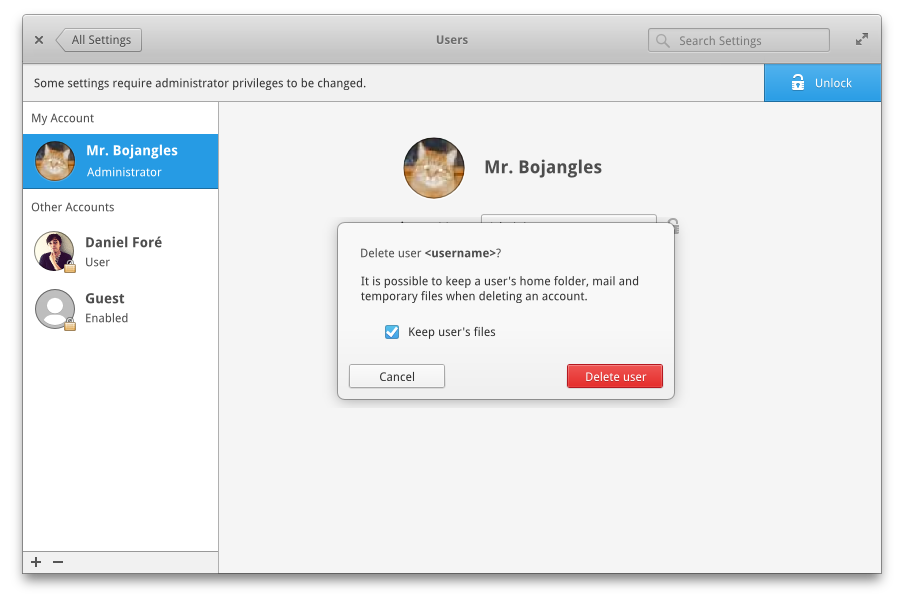 All Settings
Users
Search Settings
Some settings require administrator privileges to be changed.
Unlock
My Account
Mr. Bojangles
Administrator
Other Accounts
Daniel Foré
User
Guest
Enabled
Mr. Bojangles
Delete user <username>?
It is possible to keep a user's home folder, mail and
temporary files when deleting an account.
Keep user's files
Cancel
Delete user